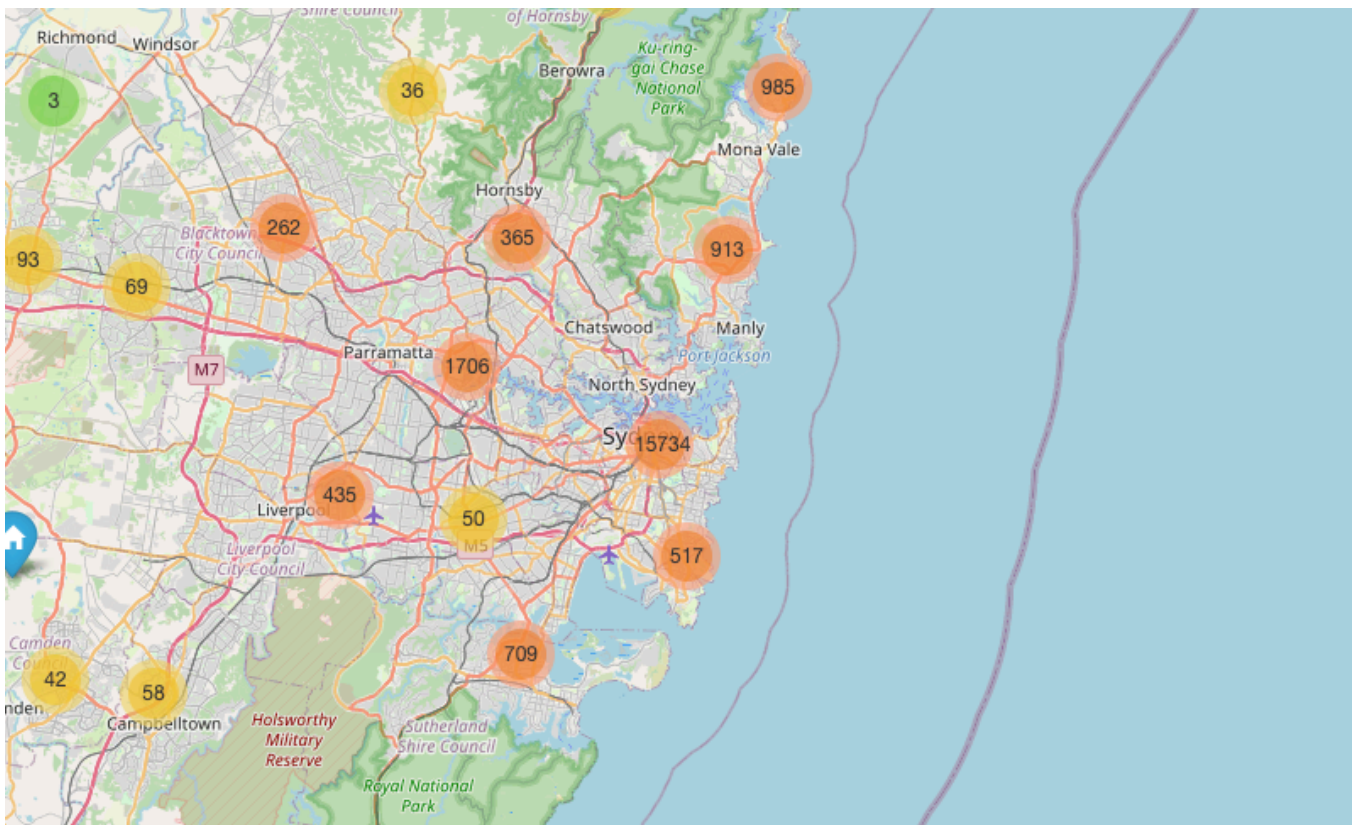 Shire Council
of Hornsby
Richmond
Windsor
Berowra
Ku-ring-
gai Chase
National
Park
3
36
985
Mona Vale
Hornsby
262
365
913
Blacktown
City Council
93
69
Chatswood
Manly
Port Jackson
Parramatta
1706
M7
North Sydney
15734
435
Liverpool
50
M5
517
Liverpool
City Council
Camden
709
42
58
Campbelltown
Holsworthy
Military
Reserve
Sutherland
Shire Council
Royal National
Park